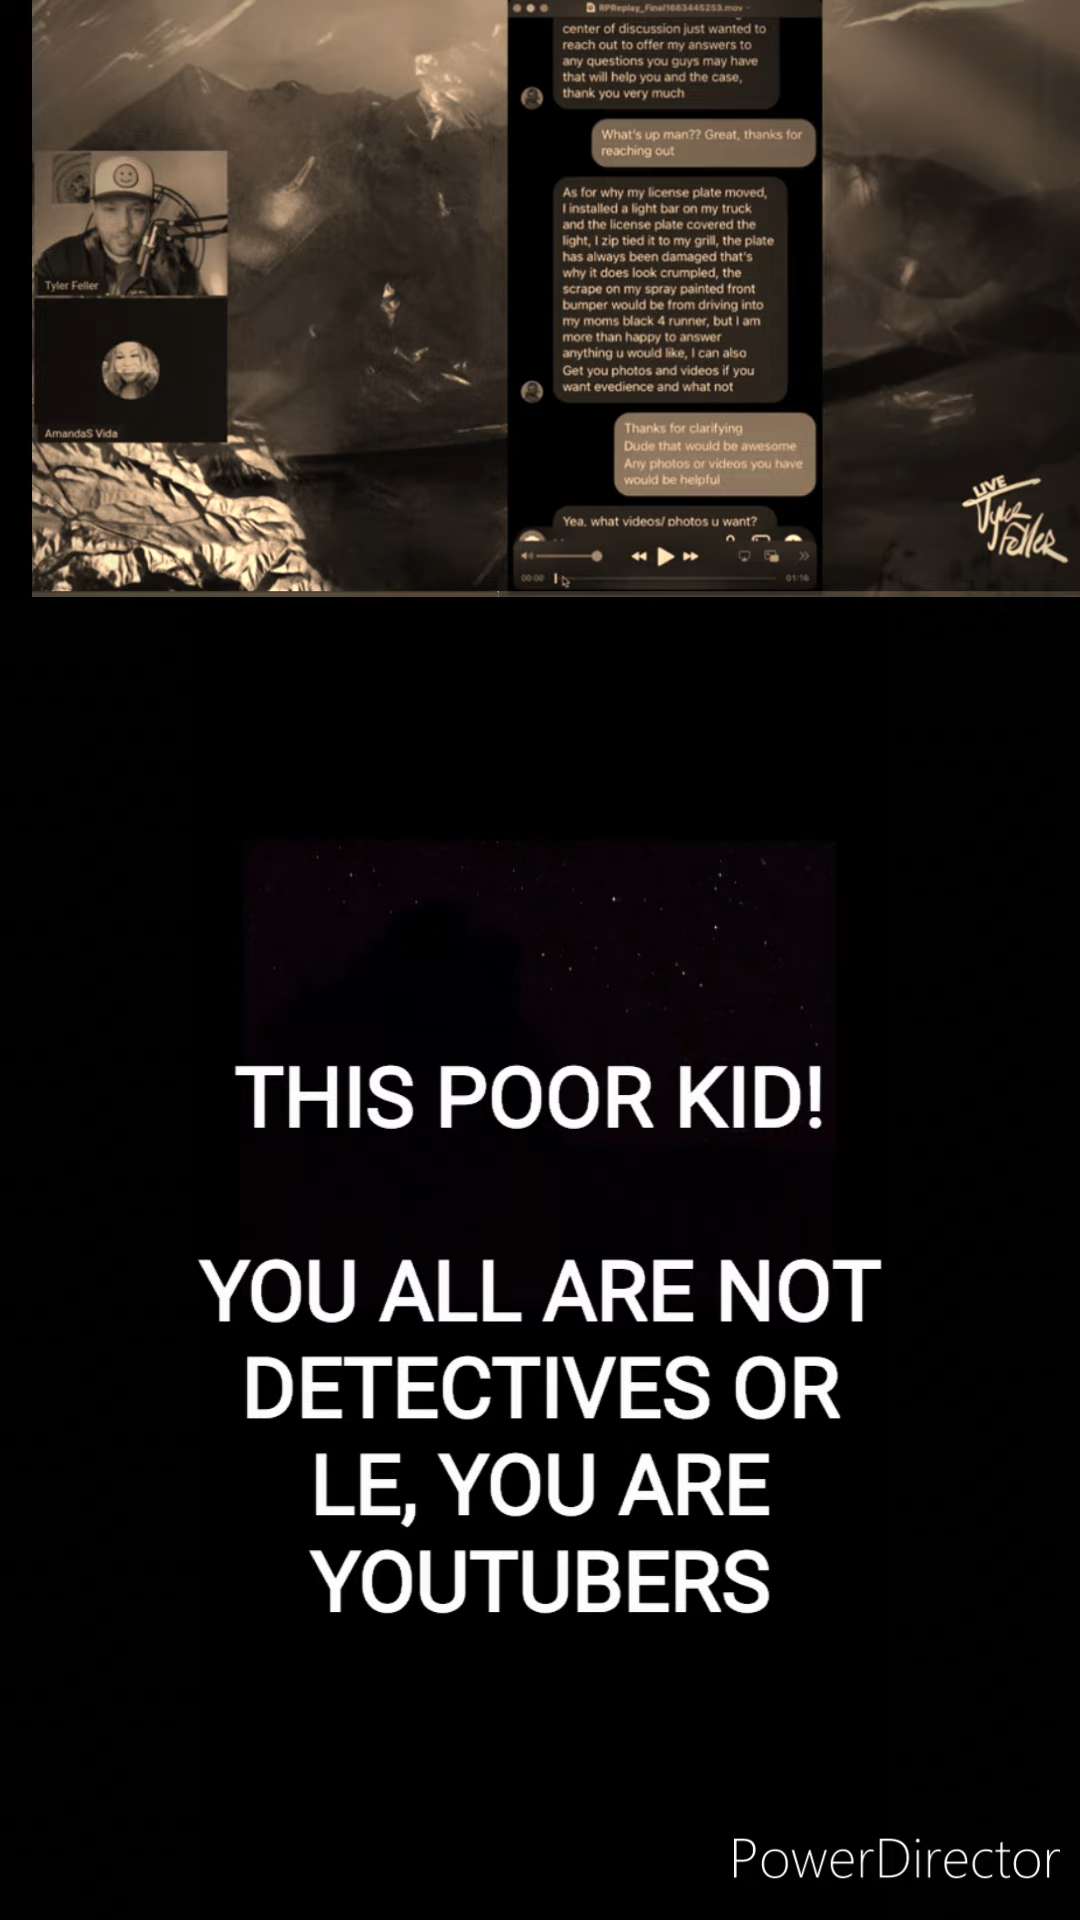 RPReplay_Final1663445253.mov
center of discussion just wanted to
reach out to offer my answers to
any questions you guys may have
that will help you and the case,
thank you very much
What's up man?? Great, thanks for
reaching out
As for why my license plate moved,
I installed a light bar on my truck
and the license plate covered the
light, I zip tied it to my grill, the plate
has always been damaged that's
why it does look crumpled, the
scrape on my spray painted front
bumper would be from driving into
my moms black 4 runner, but I am
more than happy to answer
anything u would like, I can also
Get you photos and videos if you
want evedience and what not
Thanks for clarifying
Dude that would be awesome
Any photos or videos you have
would be helpful
Yea, what videos/ photos u want?
00:00
01:16
Tyler Feller
AmandaS Vida
LIVE
Tyler
Feller
THIS POOR KID!
YOU ALL ARE NOT
DETECTIVES OR
LE, YOU ARE
YOUTUBERS
PowerDirector